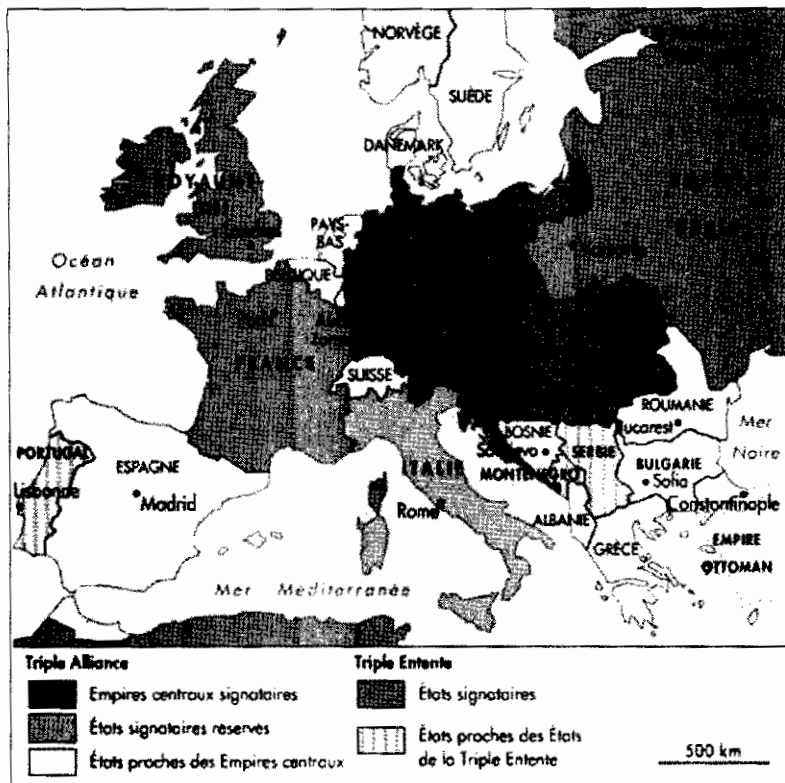 NORVÈGE
SUÈDE
DANEMARK
PAYS-
BAS
Océan
Atlantique
FRANCE
SUISSE
ROUMANIE
Mer
Noire
BOSNIE
SERBIE
MONTENEGRO
ITALIE
BULGARIE
Sofia
PORTUGAL
Lisbonne
ESPAGNE
Madrid
Rome
ALBANIE
Constantinople
GRÈCE
EMPIRE
OTTOMAN
Mer Méditerranée
Triple Alliance
Empires centraux signataires
États signataires réservés
États proches des Empires centraux
Triple Entente
États signataires
États proches des États
de la Triple Entente
500 km